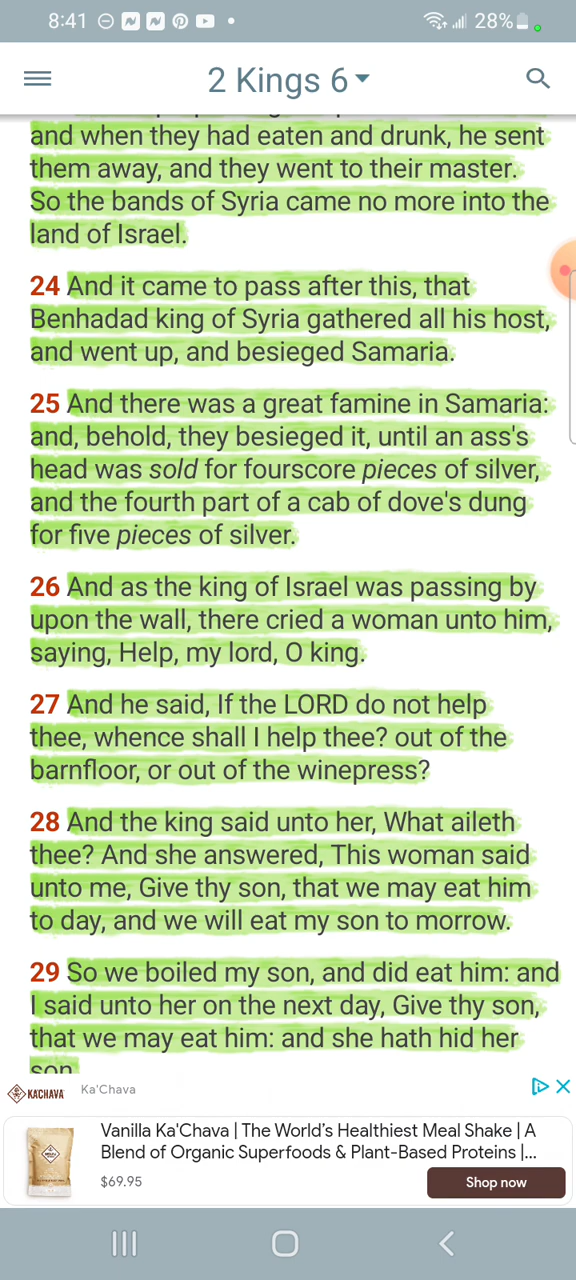 8:41
28%
2 Kings 6
and when they had eaten and drunk, he sent
them away, and they went to their master.
So the bands of Syria came no more into the
land of Israel.
24 And it came to pass after this, that
Benhadad king of Syria gathered all his host,
and went up, and besieged Samaria.
25 And there was a great famine in Samaria:
and, behold, they besieged it, until an ass's
head was sold for fourscore pieces of silver,
and the fourth part of a cab of dove's dung
for five pieces of silver.
26 And as the king of Israel was passing by
upon the wall, there cried a woman unto him,
saying, Help, my lord, O king.
27 And he said, If the LORD do not help
thee, whence shall I help thee? out of the
barnfloor, or out of the winepress?
28 And the king said unto her, What aileth
thee? And she answered, This woman said
unto me, Give thy son, that we may eat him
to day, and we will eat my son to morrow.
29 So we boiled my son, and did eat him: and
I said unto her on the next day, Give thy son,
that we may eat him: and she hath hid her
son
KA'CHAVA
Ka'Chava
Vanilla Ka'Chava | The World's Healthiest Meal Shake | A
Blend of Organic Superfoods & Plant-Based Proteins |...
$69.95
Shop now